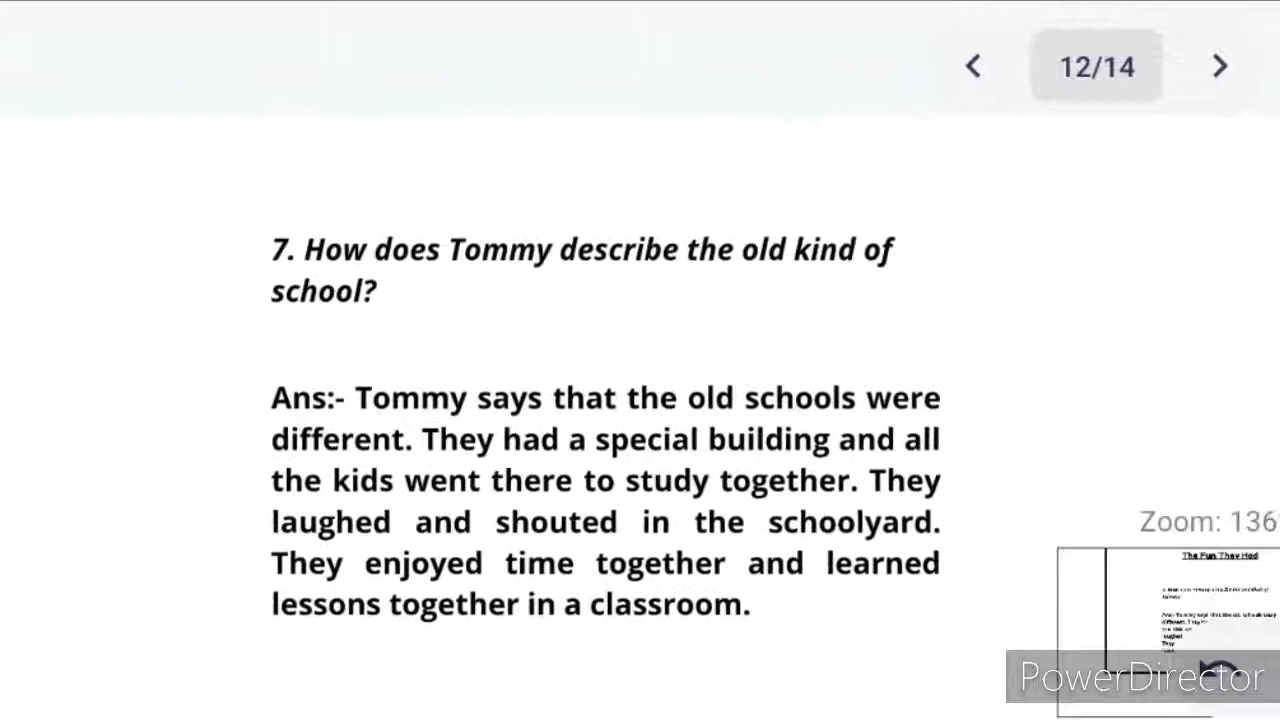 12/14
7. How does Tommy describe the old kind of
school?
Ans:- Tommy says that the old schools were
different. They had a special building and all
the kids went there to study together. They
laughed and shouted in the schoolyard.
They enjoyed time together and learned
lessons together in a classroom.
Zoom: 136
The Fun They Had
PowerDirector